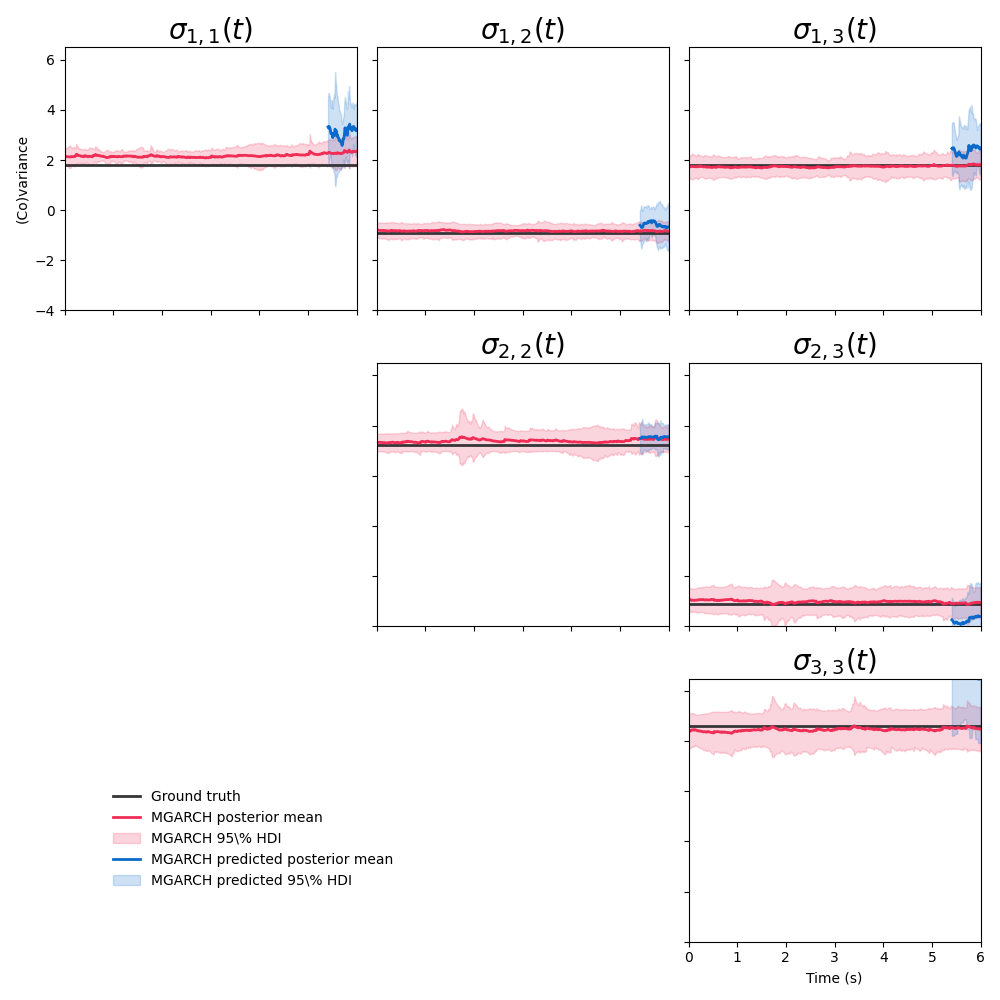 σ1,1(t)
σ1,2(t)
σ1,3(t)
6
4
2
0
−2
−4
(Co)variance
σ2,2(t)
σ2,3(t)
σ3,3(t)
Ground truth
MGARCH posterior mean
MGARCH 95\% HDI
MGARCH predicted posterior mean
MGARCH predicted 95\% HDI
0 1 2 3 4 5 6
Time (s)